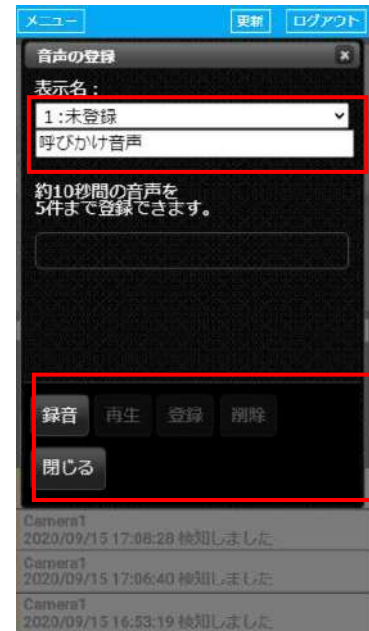 メニュー 更新 ログアウト
音声の登録 ×
表示名：
1:未登録
呼びかけ音声
約10秒間の音声を
5件まで登録できます。
録音 再生 登録 削除
閉じる
Camera1
2020/09/15 17:08:28 検知しました
Camera1
2020/09/15 17:06:40 検知しました
Camera1
2020/09/15 16:53:19 検知しました